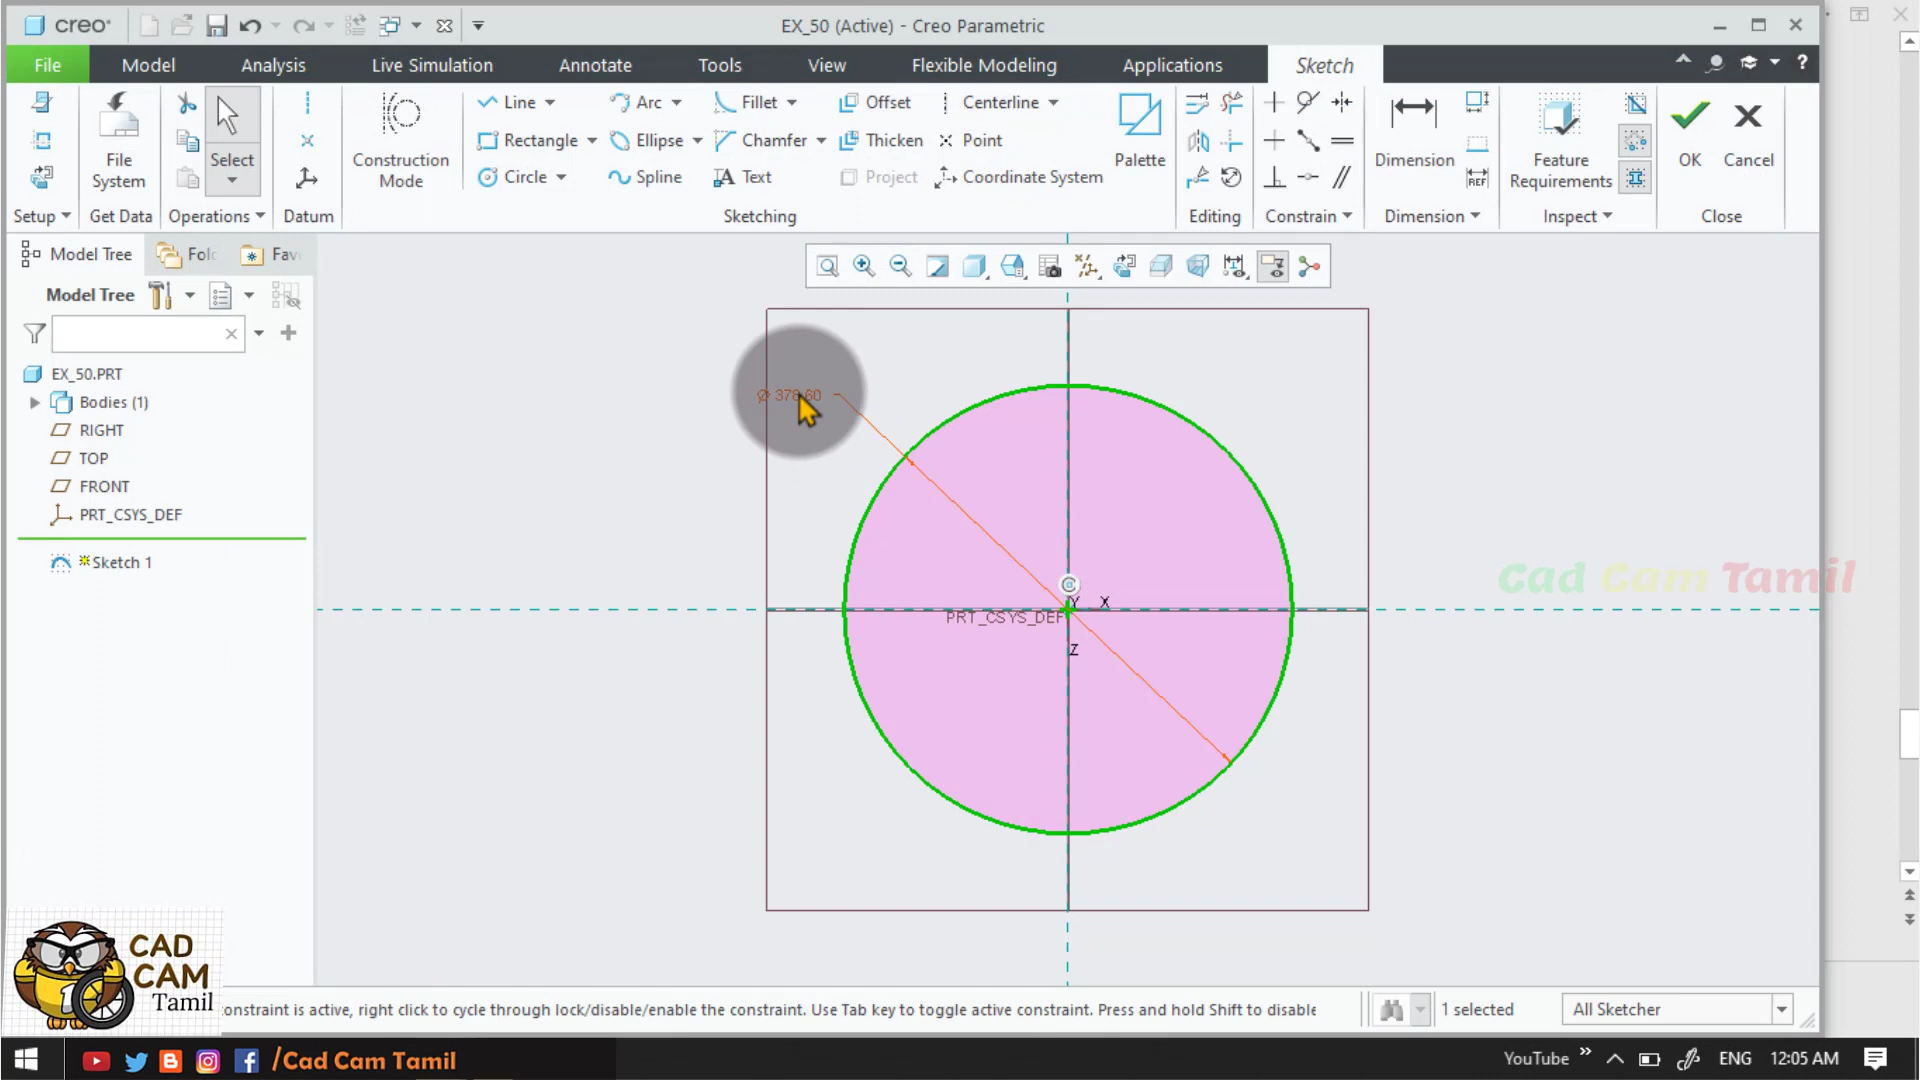 creo
EX_50 (Active) - Creo Parametric
File
Model
Analysis
Live Simulation
Annotate
Tools
View
Flexible Modeling
Applications
Sketch
Line
Arc
Fillet
Offset
Centerline
Rectangle
Ellipse
Chamfer
Thicken
Point
Circle
Spline
Text
Project
Coordinate System
File System
Select
Construction Mode
Palette
Dimension
REF
Feature Requirements
OK
Cancel
Setup
Get Data
Operations
Datum
Sketching
Editing
Constrain
Dimension
Inspect
Close
Model Tree
Fol
Fav
Model Tree
EX_50.PRT
Bodies (1)
RIGHT
TOP
FRONT
PRT_CSYS_DEF
Sketch 1
Ø 378.60
Y X
PRT_CSYS_DEF
Z
Cad Cam Tamil
CAD
CAM
Tamil
onstraint is active, right click to cycle through lock/disable/enable the constraint. Use Tab key to toggle active constraint. Press and hold Shift to disable
1 selected
All Sketcher
/Cad Cam Tamil
YouTube
ENG
12:05 AM